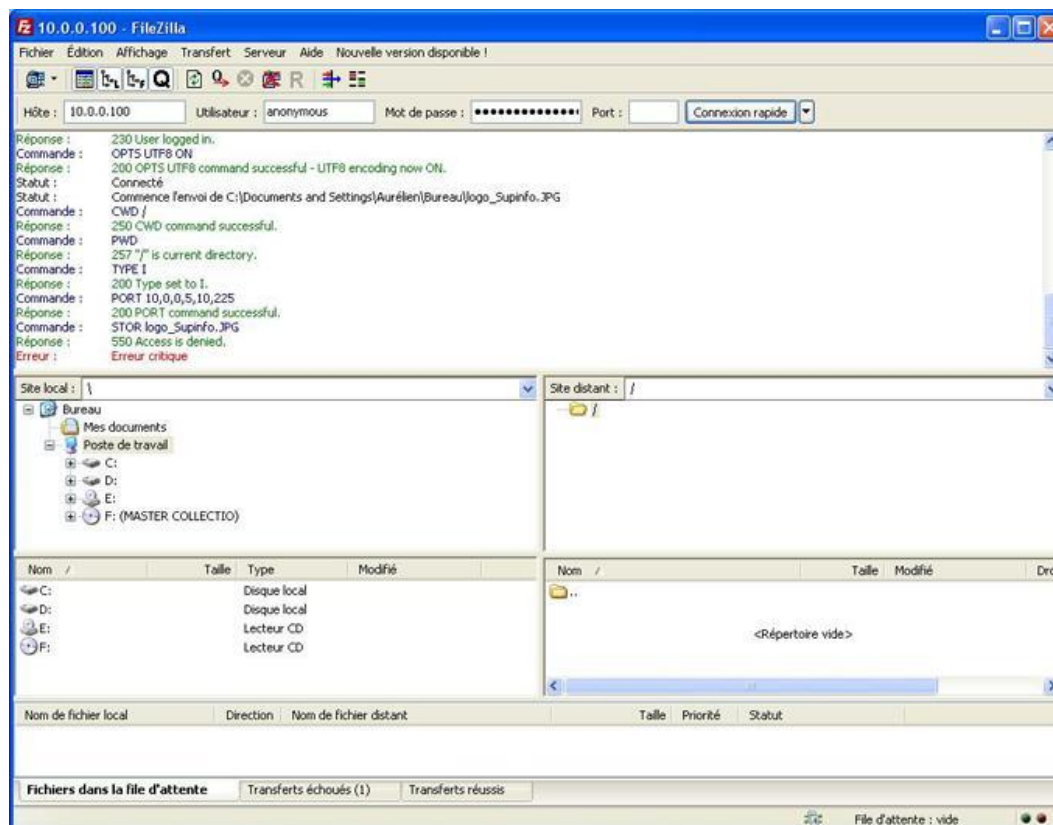 10.0.0.100 - FileZilla
Fichier Édition Affichage Transfert Serveur Aide Nouvelle version disponible !
Hôte : 10.0.0.100 Utilisateur : anonymous Mot de passe : ●●●●●●●●●●●●● Port : Connexion rapide
Réponse : 230 User logged in.
Commande : OPTS UTF8 ON
Réponse : 200 OPTS UTF8 command successful - UTF8 encoding now ON.
Statut : Connecté
Statut : Commence l'envoi de C:\Documents and Settings\Aurélien\Bureau\logo_Supinfo.JPG
Commande : CWD /
Réponse : 250 CWD command successful.
Commande : PWD
Réponse : 257 "/" is current directory.
Commande : TYPE I
Réponse : 200 Type set to I.
Commande : PORT 10,0,0,5,10,225
Réponse : 200 PORT command successful.
Commande : STOR logo_Supinfo.JPG
Réponse : 550 Access is denied.
Erreur : Erreur critique
Site local : \
Site distant : /
Bureau
/
Mes documents
Poste de travail
C:
D:
E:
F: (MASTER COLLECTIO)
Nom / Taille Type Modifié
C: Disque local
D: Disque local
E: Lecteur CD
F: Lecteur CD
Nom / Taille Modifié Dro
..
<Répertoire vide>
Nom de fichier local Direction Nom de fichier distant Taille Priorité Statut
Fichiers dans la file d'attente Transferts échoués (1) Transferts réussis
File d'attente : vide